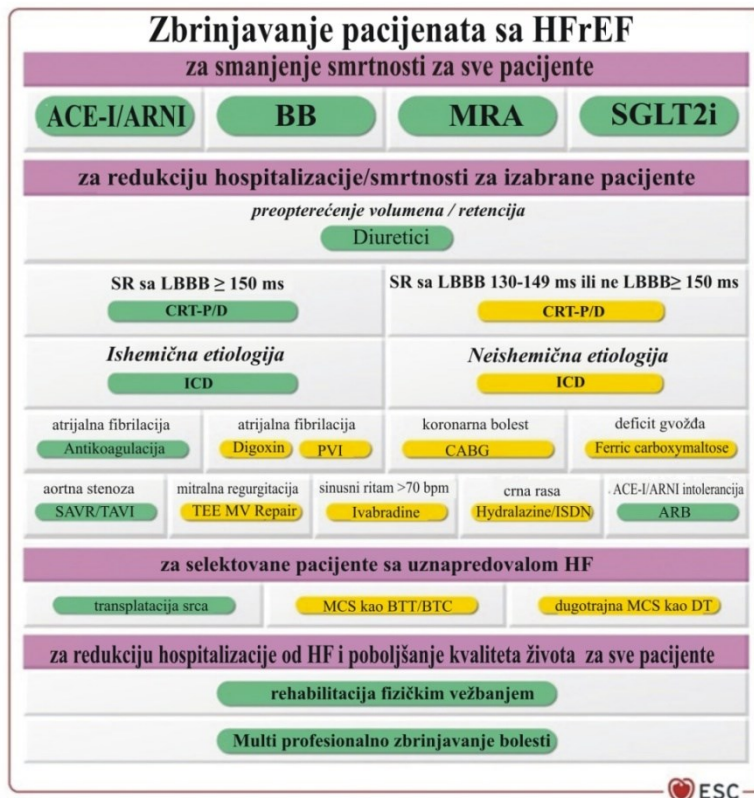 Zbrinjavanje pacijenata sa HFrEF
za smanjenje smrtnosti za sve pacijente
ACE-I/ARNI BB MRA SGLT2i
za redukciju hospitalizacije/smrtnosti za izabrane pacijente
preopterećenje volumena / retencija
Diuretici
SR sa LBBB ≥ 150 ms SR sa LBBB 130-149 ms ili ne LBBB≥ 150 ms
CRT-P/D CRT-P/D
Ishemična etiologija Neishemična etiologija
ICD ICD
atrijalna fibrilacija atrijalna fibrilacija koronarna bolest deficit gvožđa
Antikoagulacija Digoxin PVI CABG Ferric carboxymaltose
aortna stenoza mitralna regurgitacija sinusni ritam >70 bpm crna rasa ACE-I/ARNI intolerancija
SAVR/TAVI TEE MV Repair Ivabradine Hydralazine/ISDN ARB
za selektovane pacijente sa uznapredovalom HF
transplatacija srca MCS kao BTT/BTC dugotrajna MCS kao DT
za redukciju hospitalizacije od HF i poboljšanje kvaliteta života za sve pacijente
rehabilitacija fizičkim vežbanjem
Multi profesionalno zbrinjavanje bolesti
ESC